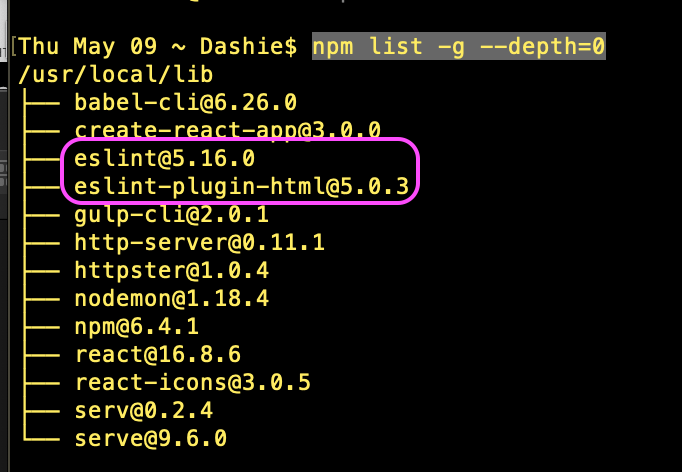 [Thu May 09 ~ Dashie$ npm list -g --depth=0
/usr/local/lib
├── babel-cli@6.26.0
├── create-react-app@3.0.0
├── eslint@5.16.0
├── eslint-plugin-html@5.0.3
├── gulp-cli@2.0.1
├── http-server@0.11.1
├── httpster@1.0.4
├── nodemon@1.18.4
├── npm@6.4.1
├── react@16.8.6
├── react-icons@3.0.5
├── serv@0.2.4
└── serve@9.6.0